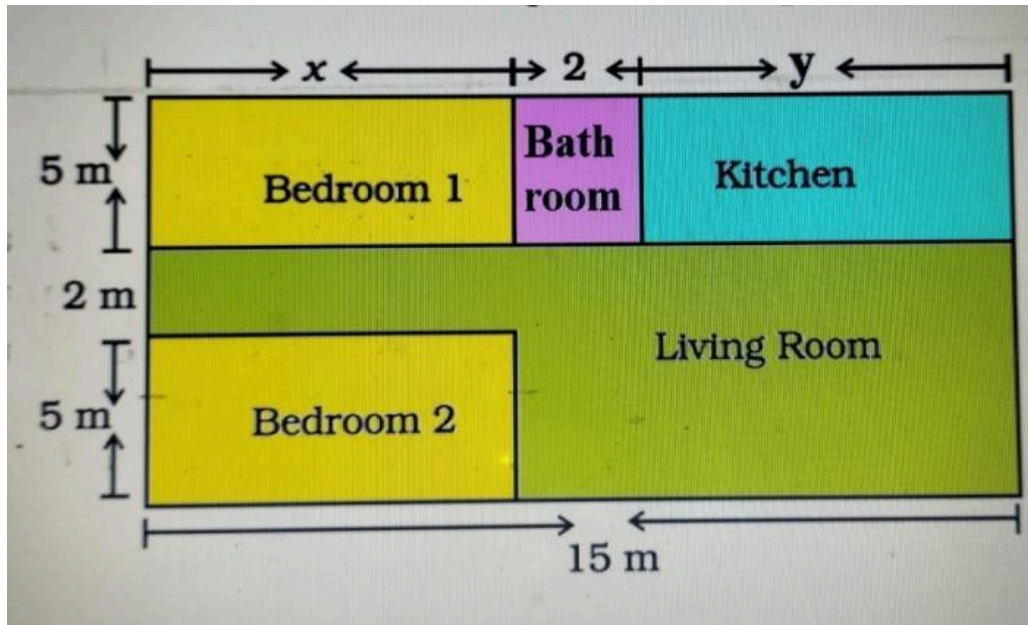 x 2 y
5 m
Bedroom 1
Bath
room
Kitchen
2 m
Living Room
5 m
Bedroom 2
15 m